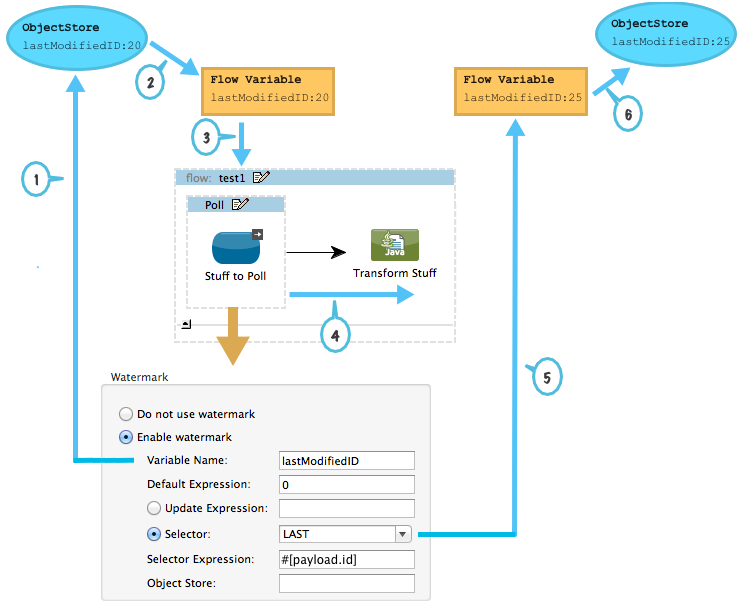 ObjectStore
lastModifiedID:20
ObjectStore
lastModifiedID:25
2
Flow Variable
lastModifiedID:20
Flow Variable
lastModifiedID:25
6
3
1
flow: test1
Poll
Stuff to Poll
Java
Transform Stuff
4
5
Watermark
Do not use watermark
Enable watermark
Variable Name: lastModifiedID
Default Expression: 0
Update Expression:
Selector: LAST
Selector Expression: #[payload.id]
Object Store: